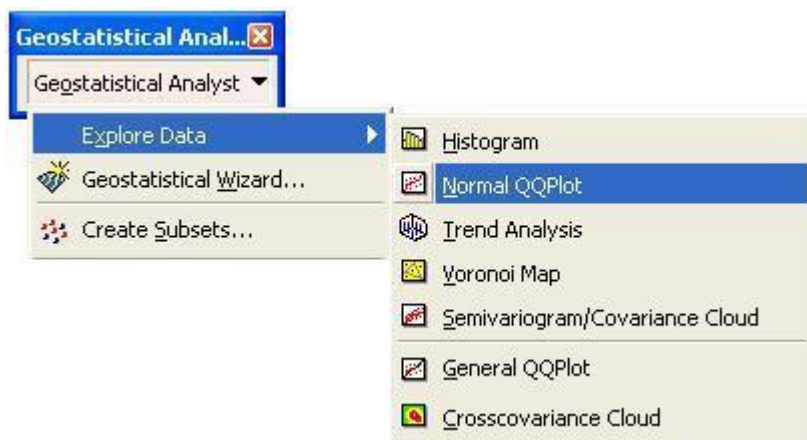 Geostatistical Anal...
Geostatistical Analyst
Explore Data
Geostatistical Wizard...
Create Subsets...
Histogram
Normal QQPlot
Trend Analysis
Voronoi Map
Semivariogram/Covariance Cloud
General QQPlot
Crosscovariance Cloud